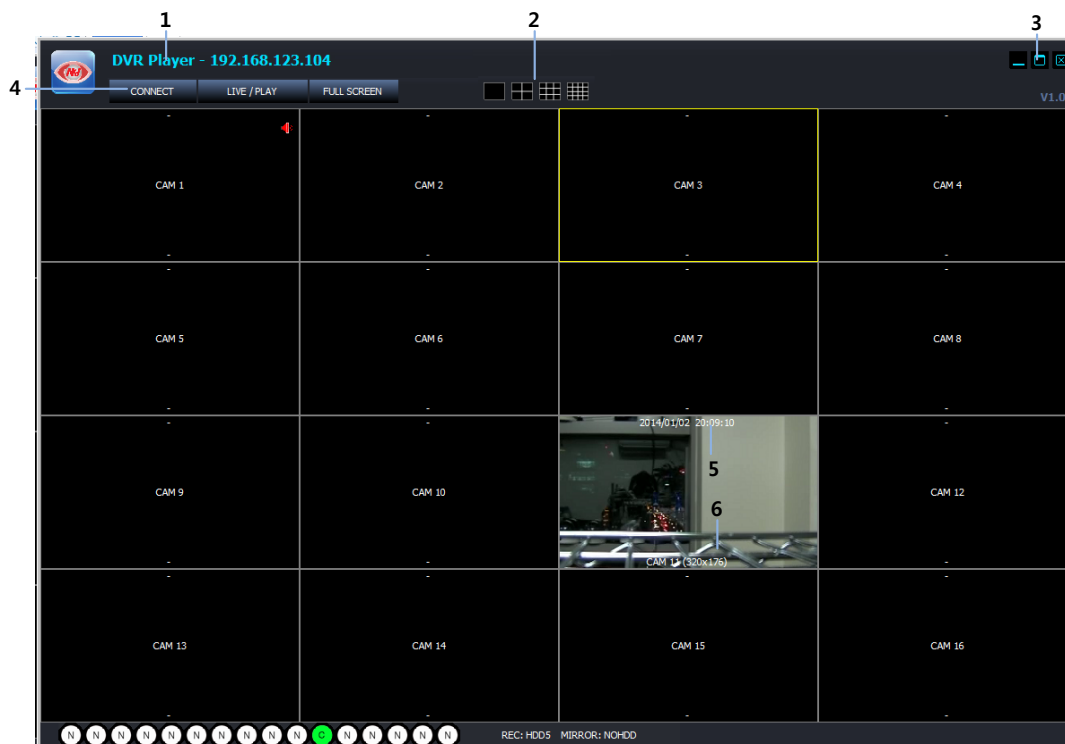 1 2 3
DVR Player - 192.168.123.104
4
CONNECT LIVE / PLAY FULL SCREEN
V1.0
- - - -
CAM 1 CAM 2 CAM 3 CAM 4
- - - -
- - - -
CAM 5 CAM 6 CAM 7 CAM 8
- - - -
- - 2014/01/02 20:09:10 -
5
CAM 9 CAM 10 CAM 12
6
- - CAM 11 (320x176) -
- - - -
CAM 13 CAM 14 CAM 15 CAM 16
- - - -
N N N N N N N N N N C N N N N N REC: HDD5 MIRROR: NOHDD